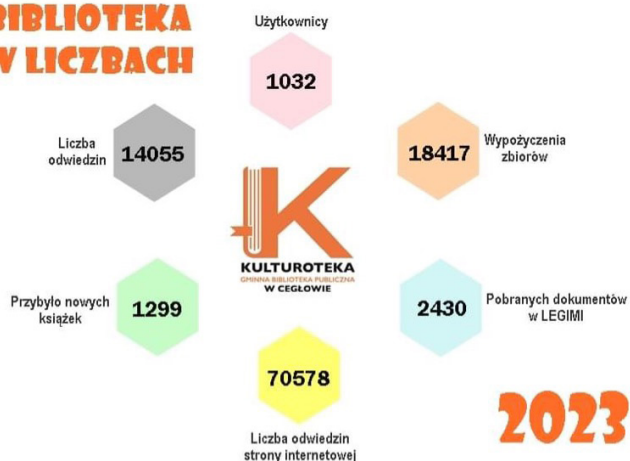 BIBLIOTEKA
W LICZBACH
Użytkownicy
1032
Liczba
odwiedzin
14055
18417
Wypożyczenia
zbiorów
KULTUROTEKA
GMINNA BIBLIOTEKA PUBLICZNA
W CEGŁOWIE
Przybyło nowych
książek
1299
2430
Pobranych dokumentów
w LEGIMI
70578
Liczba odwiedzin
strony internetowej
2023